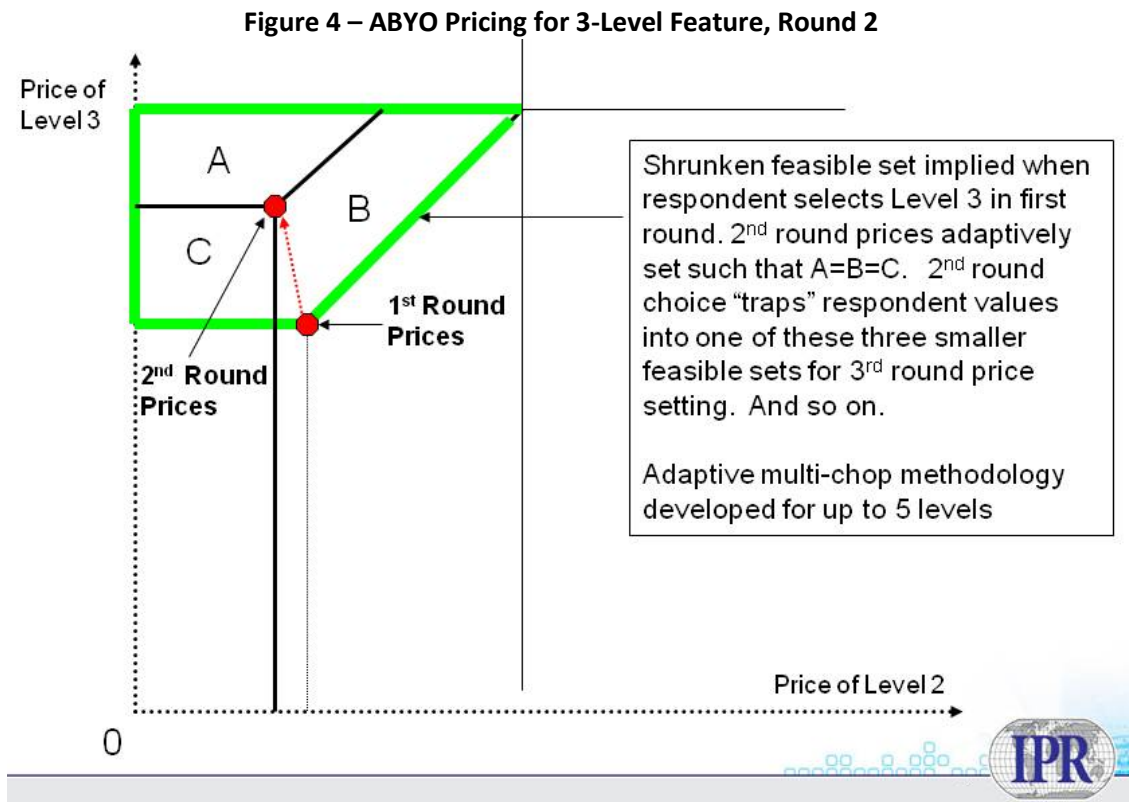 Figure 4 – ABYO Pricing for 3-Level Feature, Round 2
Price of
Level 3
A
B
C
1st Round
Prices
2nd Round
Prices
Shrunken feasible set implied when
respondent selects Level 3 in first
round. 2nd round prices adaptively
set such that A=B=C. 2nd round
choice “traps” respondent values
into one of these three smaller
feasible sets for 3rd round price
setting. And so on.
Adaptive multi-chop methodology
developed for up to 5 levels
Price of Level 2
0
IPR